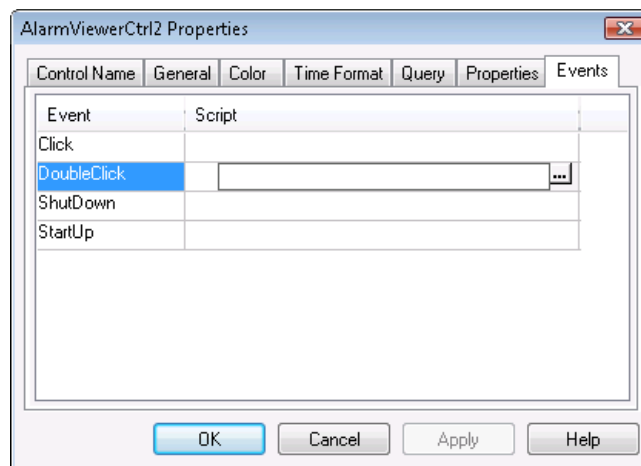 AlarmViewerCtrl2 Properties
Control Name General Color Time Format Query Properties Events
Event Script
Click
DoubleClick ...
ShutDown
StartUp
OK Cancel Apply Help